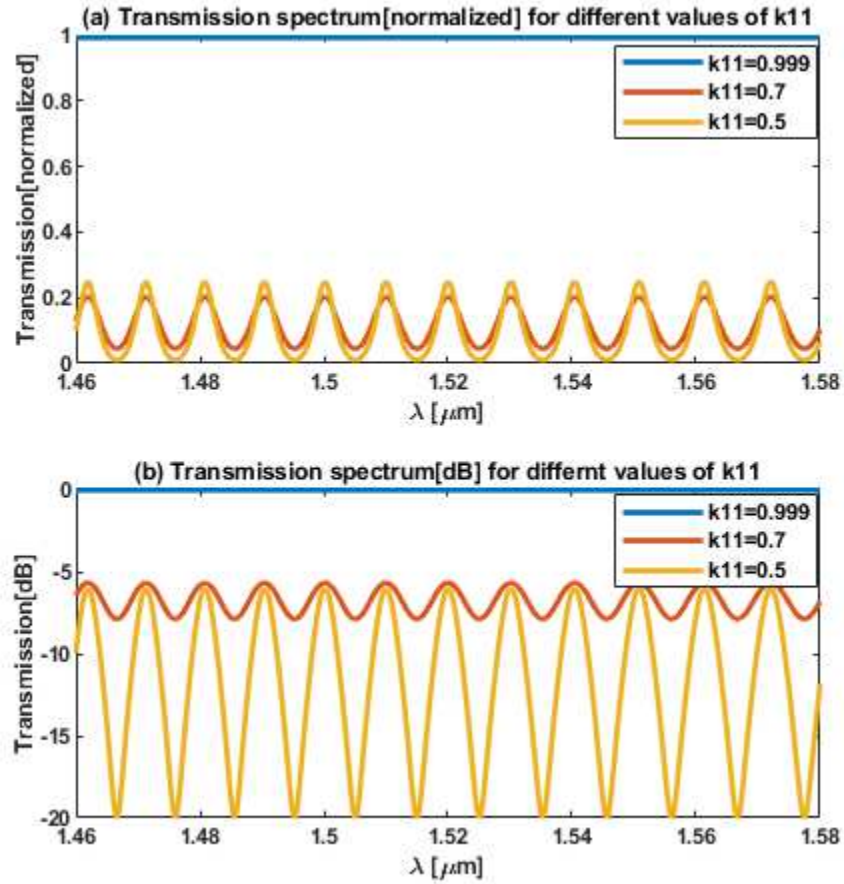 (a) Transmission spectrum[normalized] for different values of k11
Transmission[normalized]
1
0.8
0.6
0.4
0.2
0
k11=0.999
k11=0.7
k11=0.5
1.46 1.48 1.5 1.52 1.54 1.56 1.58
λ [μm]
(b) Transmission spectrum[dB] for differnt values of k11
Transmission[dB]
0
-5
-10
-15
-20
k11=0.999
k11=0.7
k11=0.5
1.46 1.48 1.5 1.52 1.54 1.56 1.58
λ [μm]